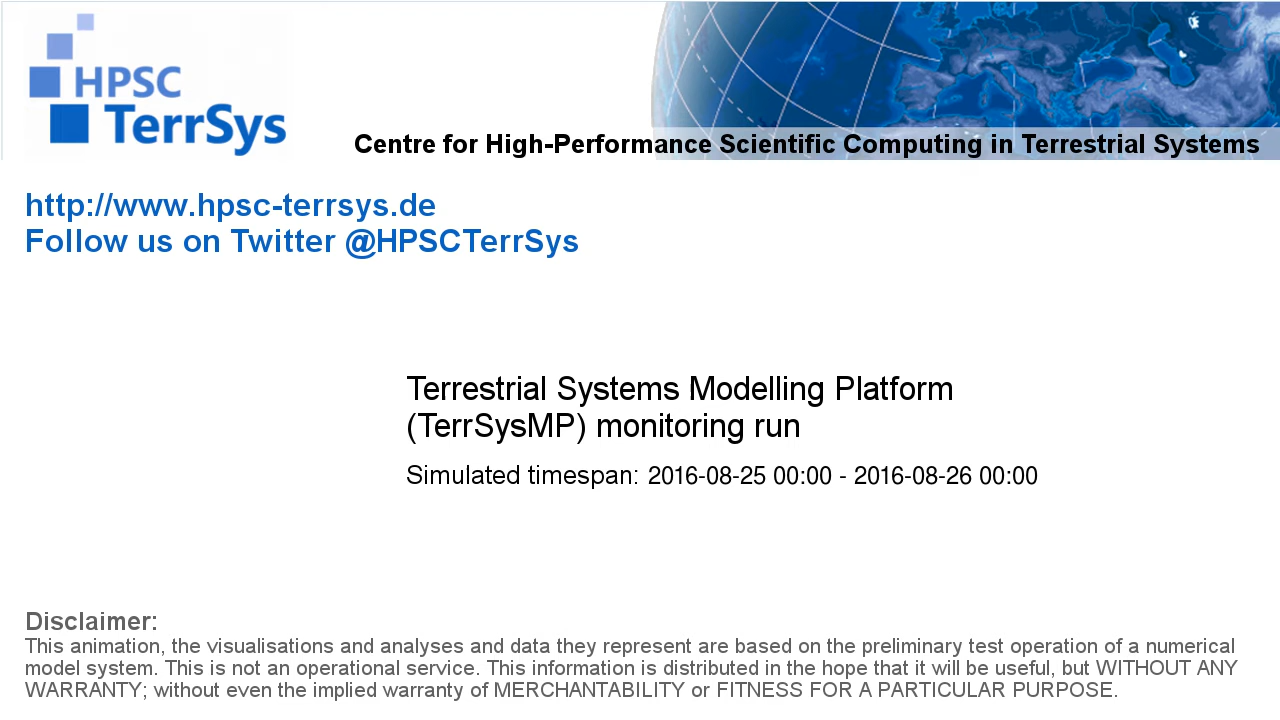 HPSC
TerrSys
Centre for High-Performance Scientific Computing in Terrestrial Systems
http://www.hpsc-terrsys.de
Follow us on Twitter @HPSCTerrSys
Terrestrial Systems Modelling Platform
(TerrSysMP) monitoring run
Simulated timespan: 2016-08-25 00:00 - 2016-08-26 00:00
Disclaimer:
This animation, the visualisations and analyses and data they represent are based on the preliminary test operation of a numerical
model system. This is not an operational service. This information is distributed in the hope that it will be useful, but WITHOUT ANY
WARRANTY; without even the implied warranty of MERCHANTABILITY or FITNESS FOR A PARTICULAR PURPOSE.